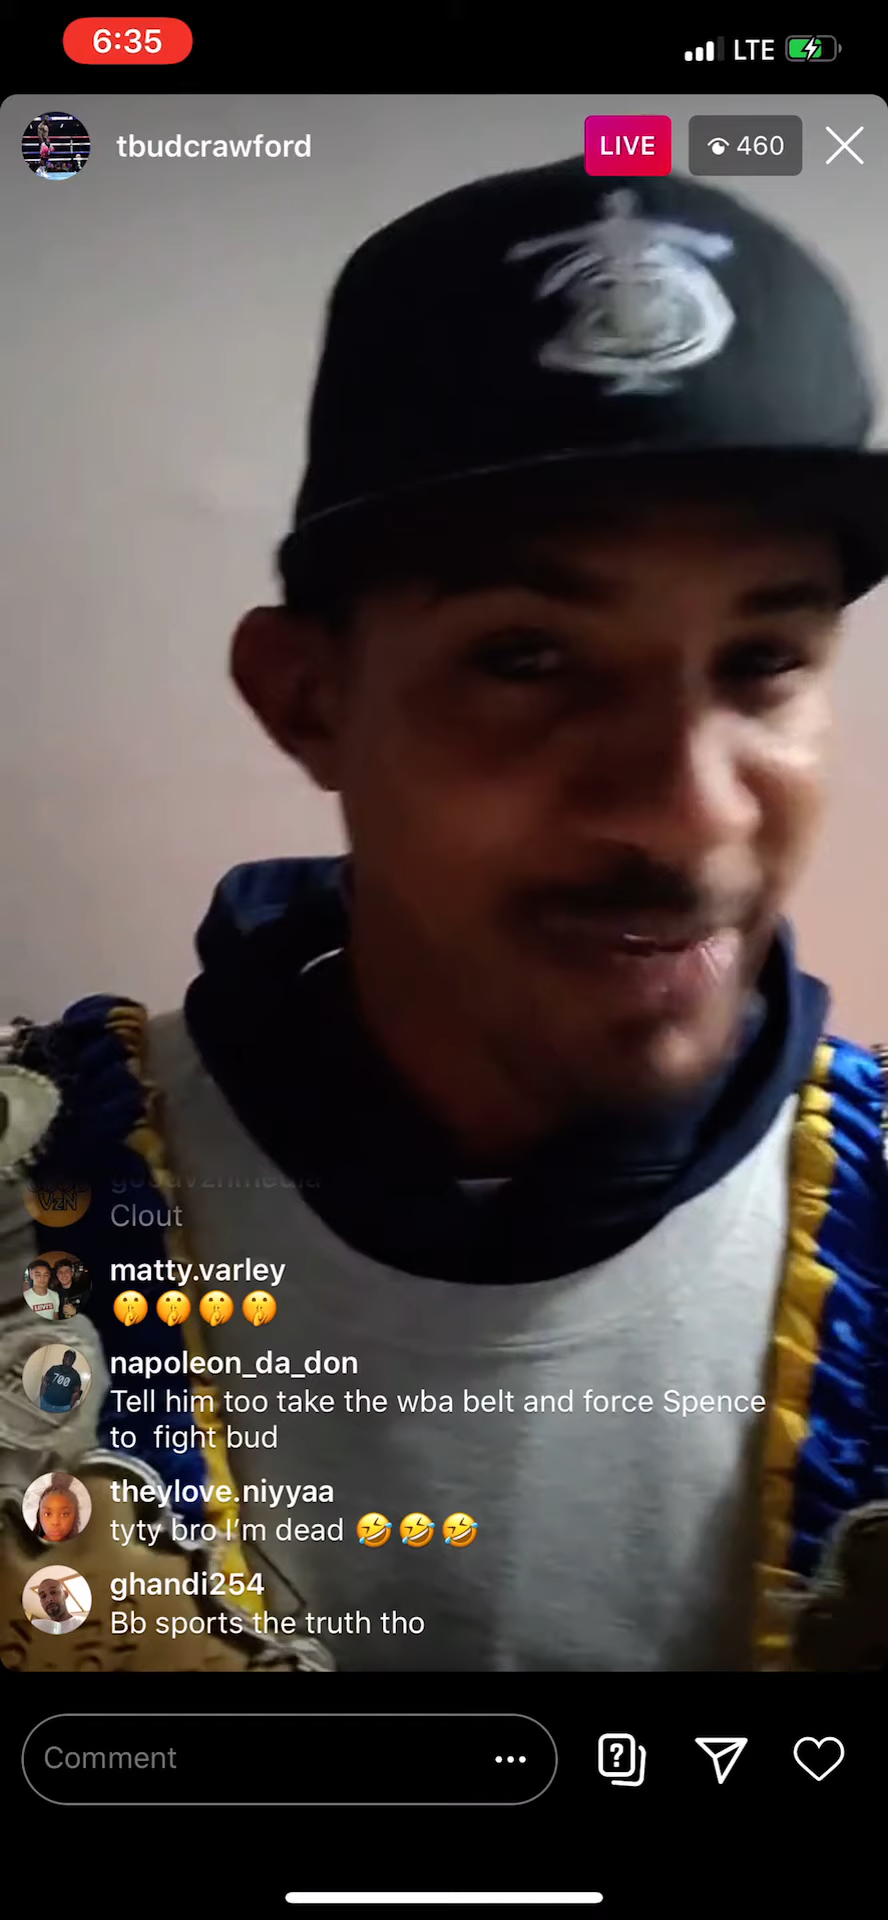 6:35
LTE
tbudcrawford
LIVE
460
Clout
matty.varley
🤫🤫🤫🤫
napoleon_da_don
Tell him too take the wba belt and force Spence
to fight bud
theylove.niyyaa
tyty bro I'm dead 🤣🤣🤣
ghandi254
Bb sports the truth tho
Comment